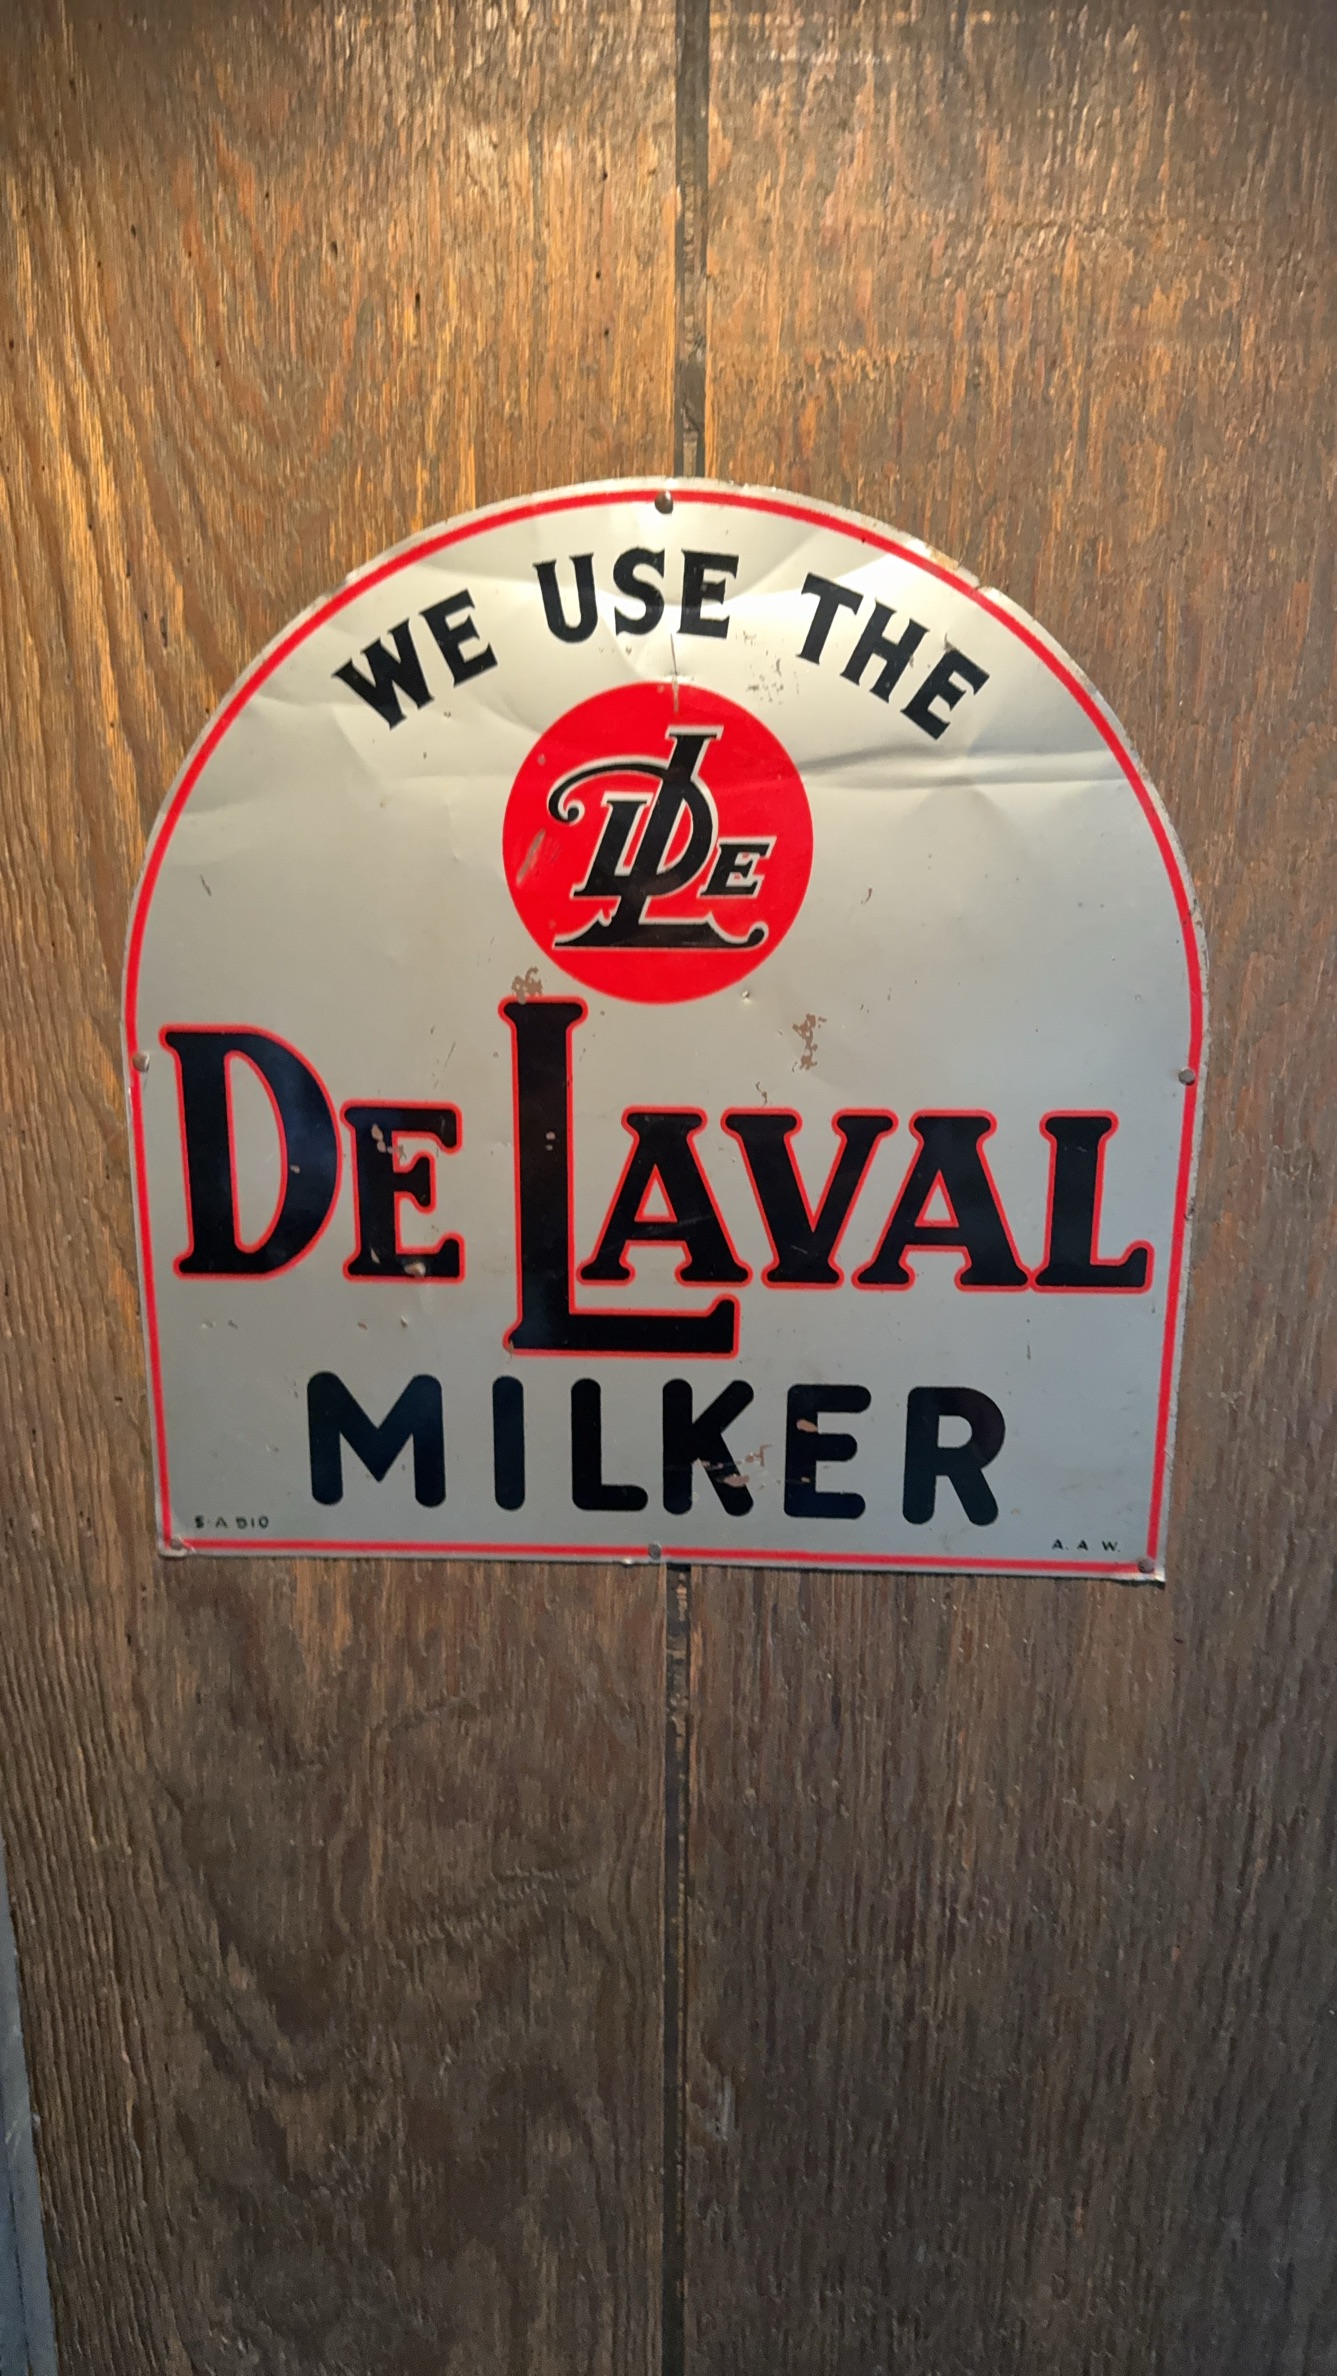 WE USE THE
DLE
DE LAVAL
MILKER
S-A 510
A. A. W.